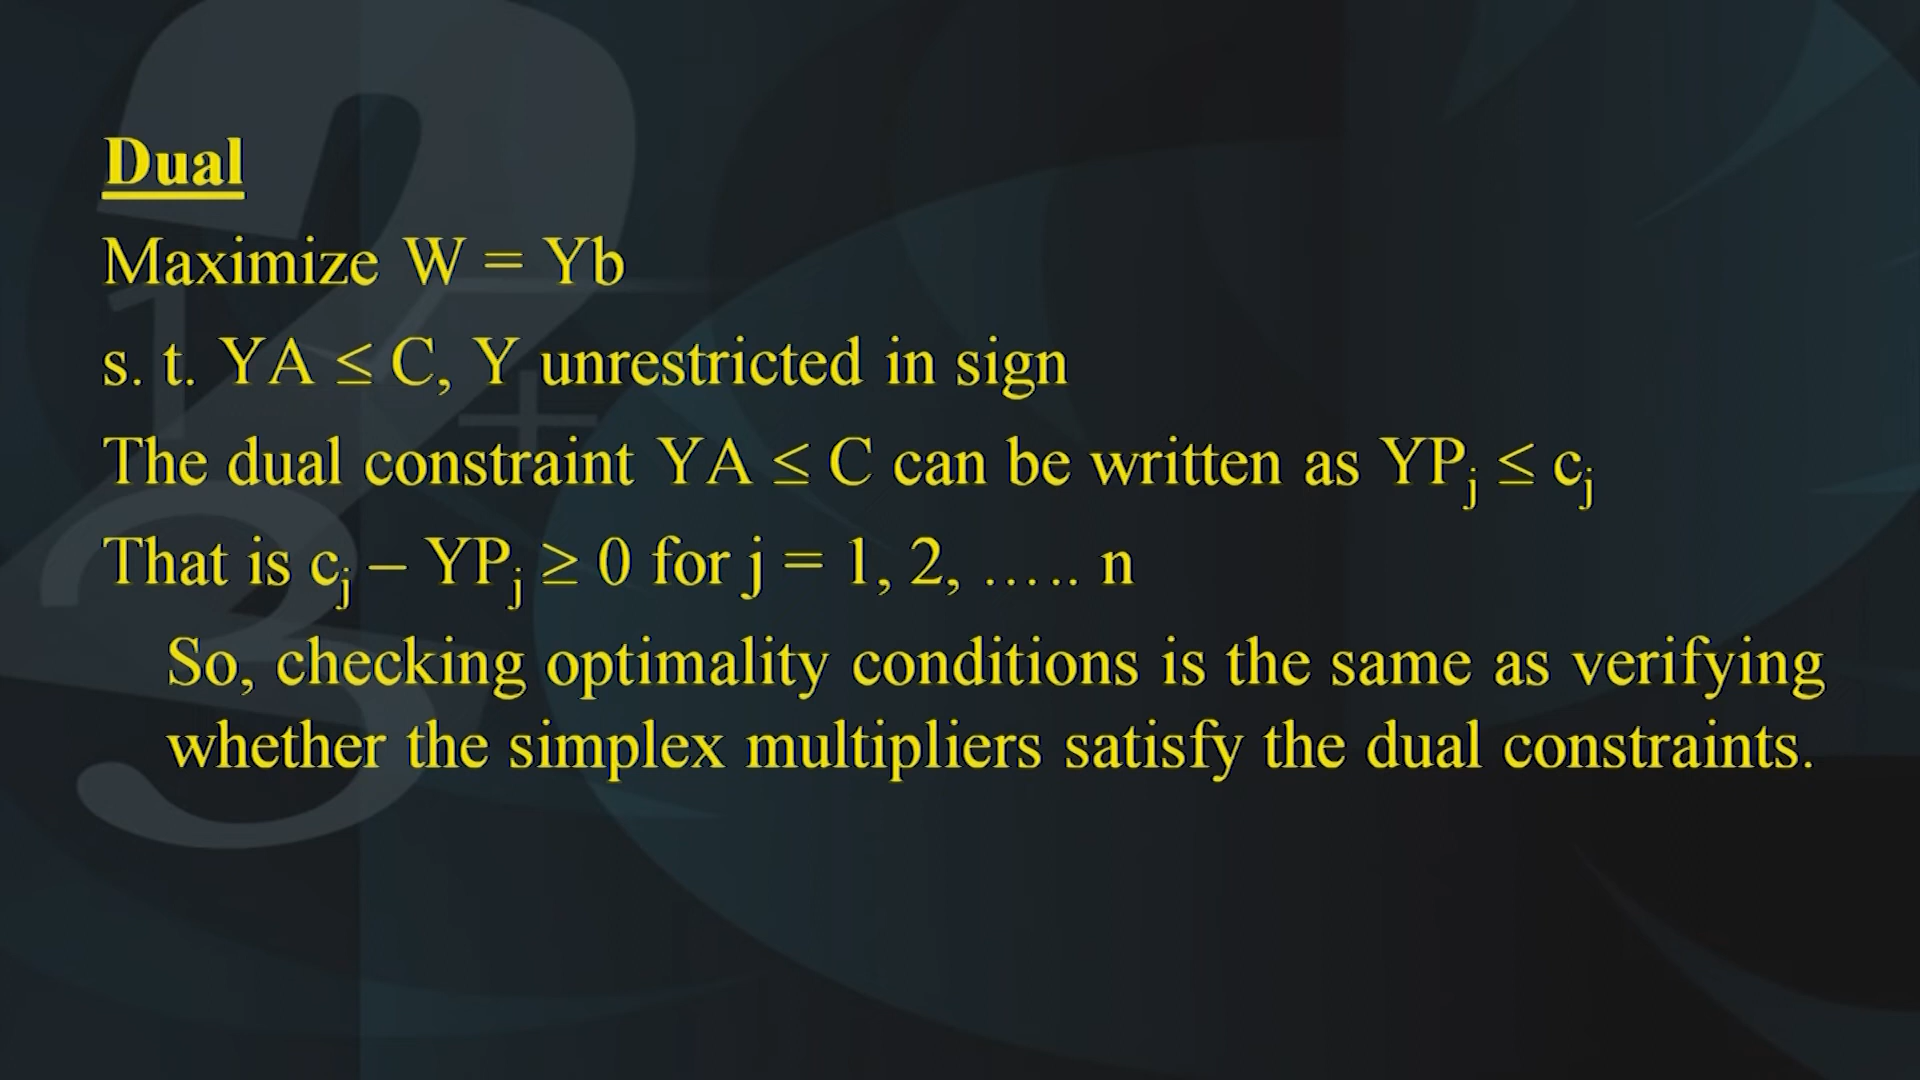 Dual
Maximize W = Yb
s. t. YA ≤ C, Y unrestricted in sign
The dual constraint YA ≤ C can be written as YPⱼ ≤ cⱼ
That is cⱼ – YPⱼ ≥ 0 for j = 1, 2, ..... n
So, checking optimality conditions is the same as verifying
whether the simplex multipliers satisfy the dual constraints.